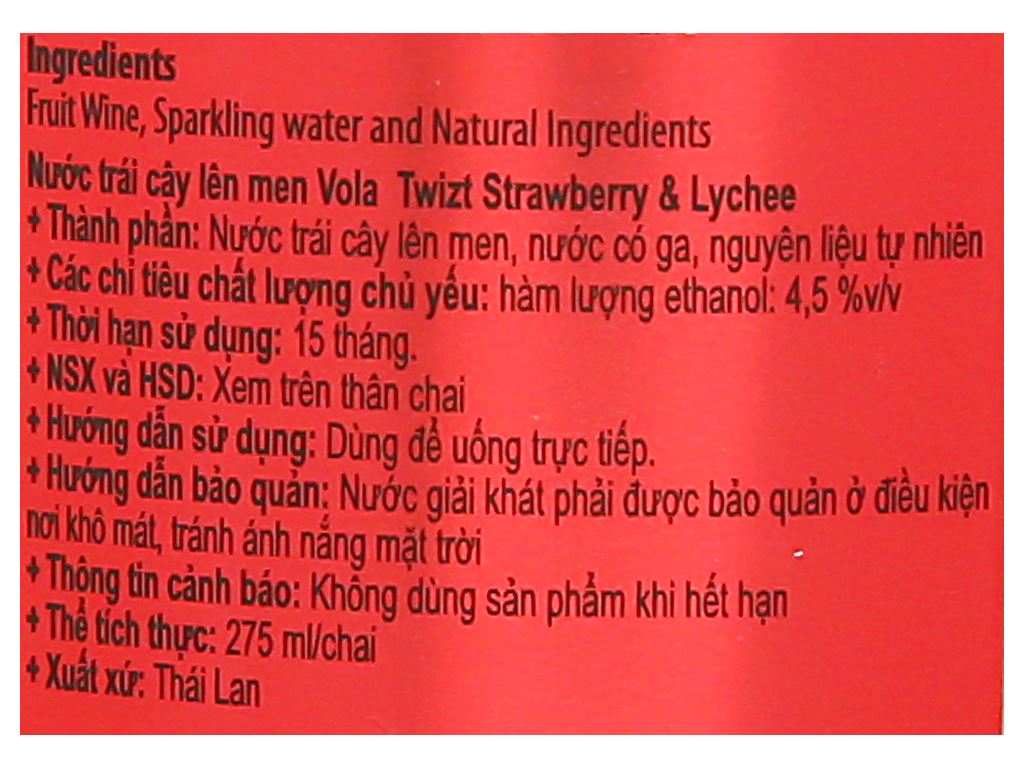 Ingredients
Fruit Wine, Sparkling water and Natural Ingredients
Nước trái cây lên men Vola Twizt Strawberry & Lychee
+ Thành phần: Nước trái cây lên men, nước có ga, nguyên liệu tự nhiên
+ Các chỉ tiêu chất lượng chủ yếu: hàm lượng ethanol: 4,5 %v/v
+ Thời hạn sử dụng: 15 tháng.
+ NSX và HSD: Xem trên thân chai
+ Hướng dẫn sử dụng: Dùng để uống trực tiếp.
+ Hướng dẫn bảo quản: Nước giải khát phải được bảo quản ở điều kiện
nơi khô mát, tránh ánh nắng mặt trời
+ Thông tin cảnh báo: Không dùng sản phẩm khi hết hạn
+ Thể tích thực: 275 ml/chai
+ Xuất xứ: Thái Lan